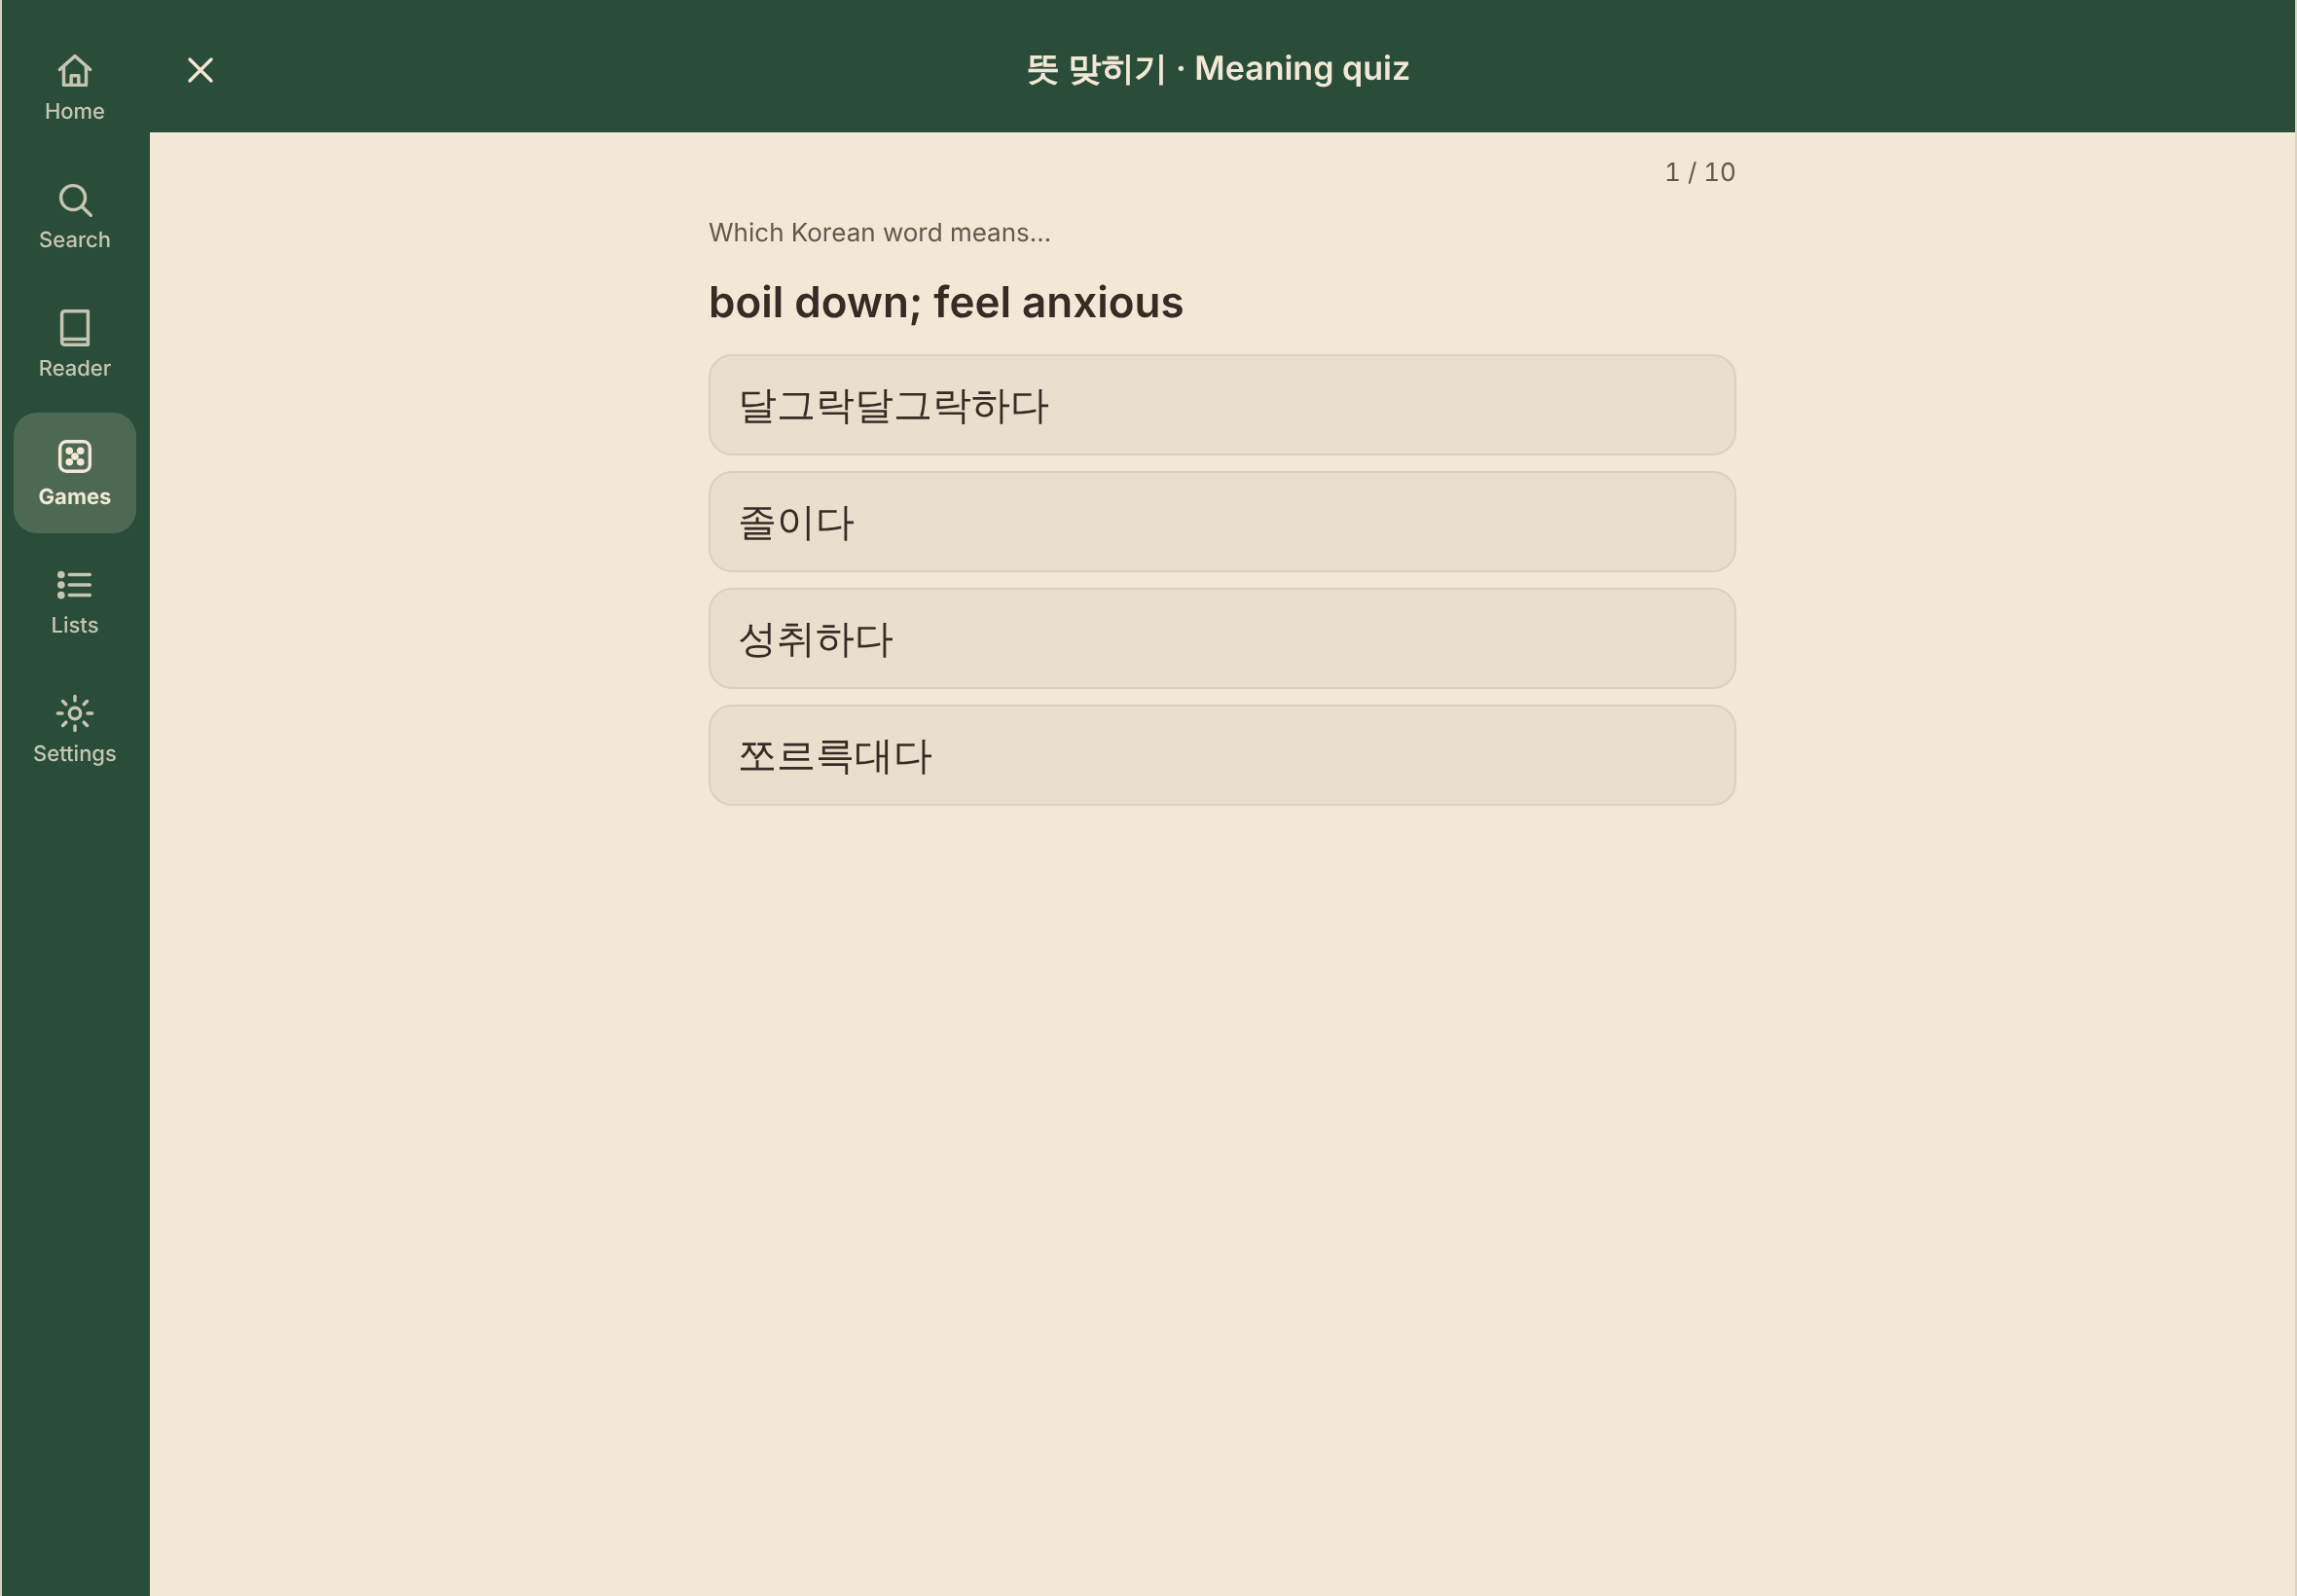 뜻 맞히기 · Meaning quiz
Home
Search
Reader
Games
Lists
Settings
1 / 10
Which Korean word means...
boil down; feel anxious
달그락달그락하다
졸이다
성취하다
쪼르륵대다